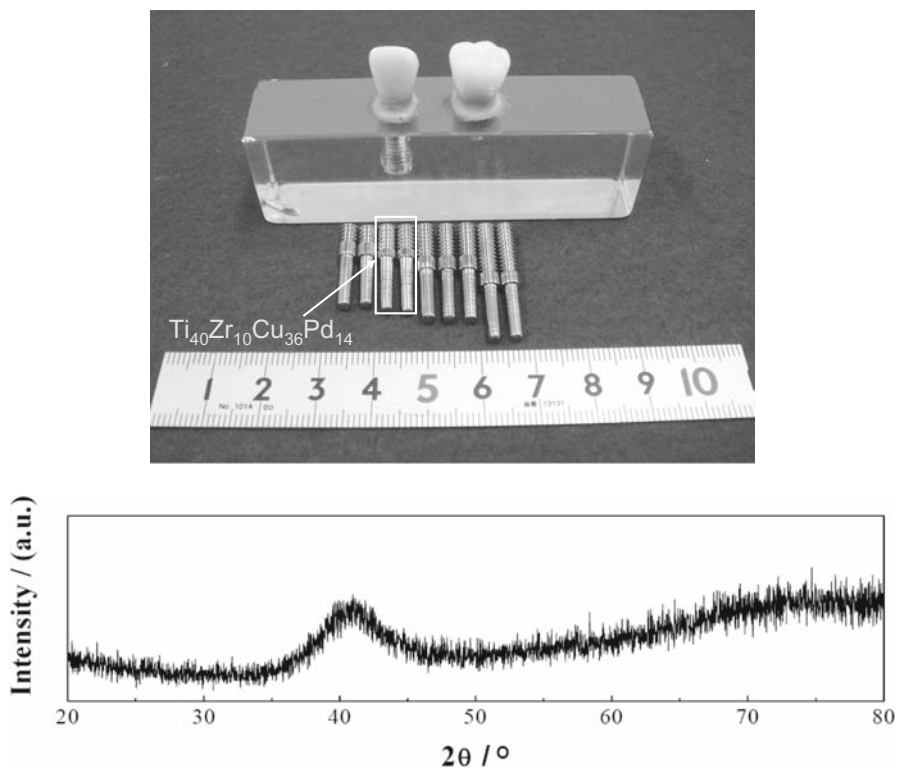 Ti₄₀Zr₁₀Cu₃₆Pd₁₄
1 2 3 4 5 6 7 8 9 10
No. 101A 13131
Intensity / (a.u.)
20 30 40 50 60 70 80
2θ / °